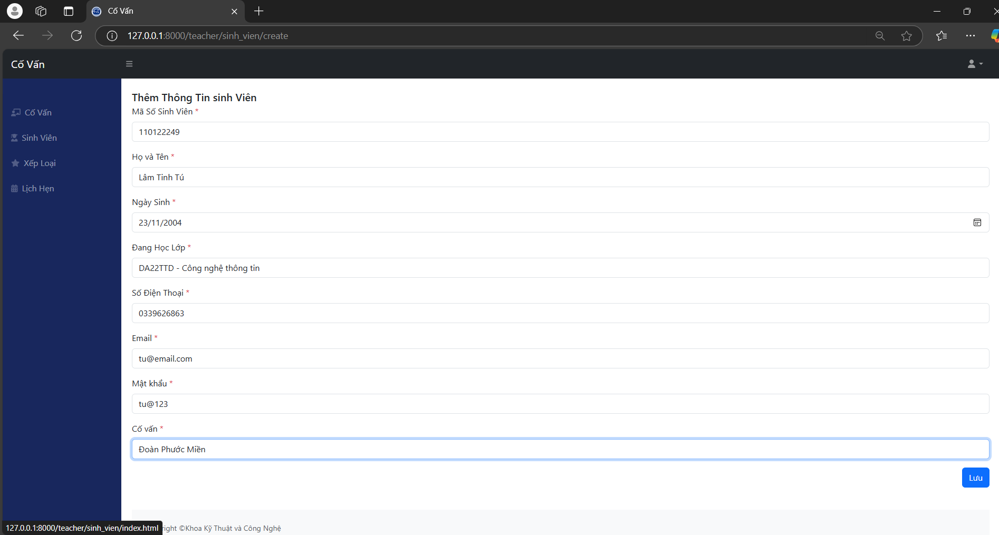 Cố Vấn
127.0.0.1:8000/teacher/sinh_vien/create
Cố Vấn
Cố Vấn
Sinh Viên
Xếp Loại
Lịch Hẹn
Thêm Thông Tin sinh Viên
Mã Số Sinh Viên *
110122249
Họ và Tên *
Lâm Tinh Tú
Ngày Sinh *
23/11/2004
Đang Học Lớp *
DA22TTD - Công nghệ thông tin
Số Điện Thoại *
0339626863
Email *
tu@email.com
Mật khẩu *
tu@123
Cố vấn *
Đoàn Phước Miền
Lưu
127.0.0.1:8000/teacher/sinh_vien/index.html
right ©Khoa Kỹ Thuật và Công Nghệ